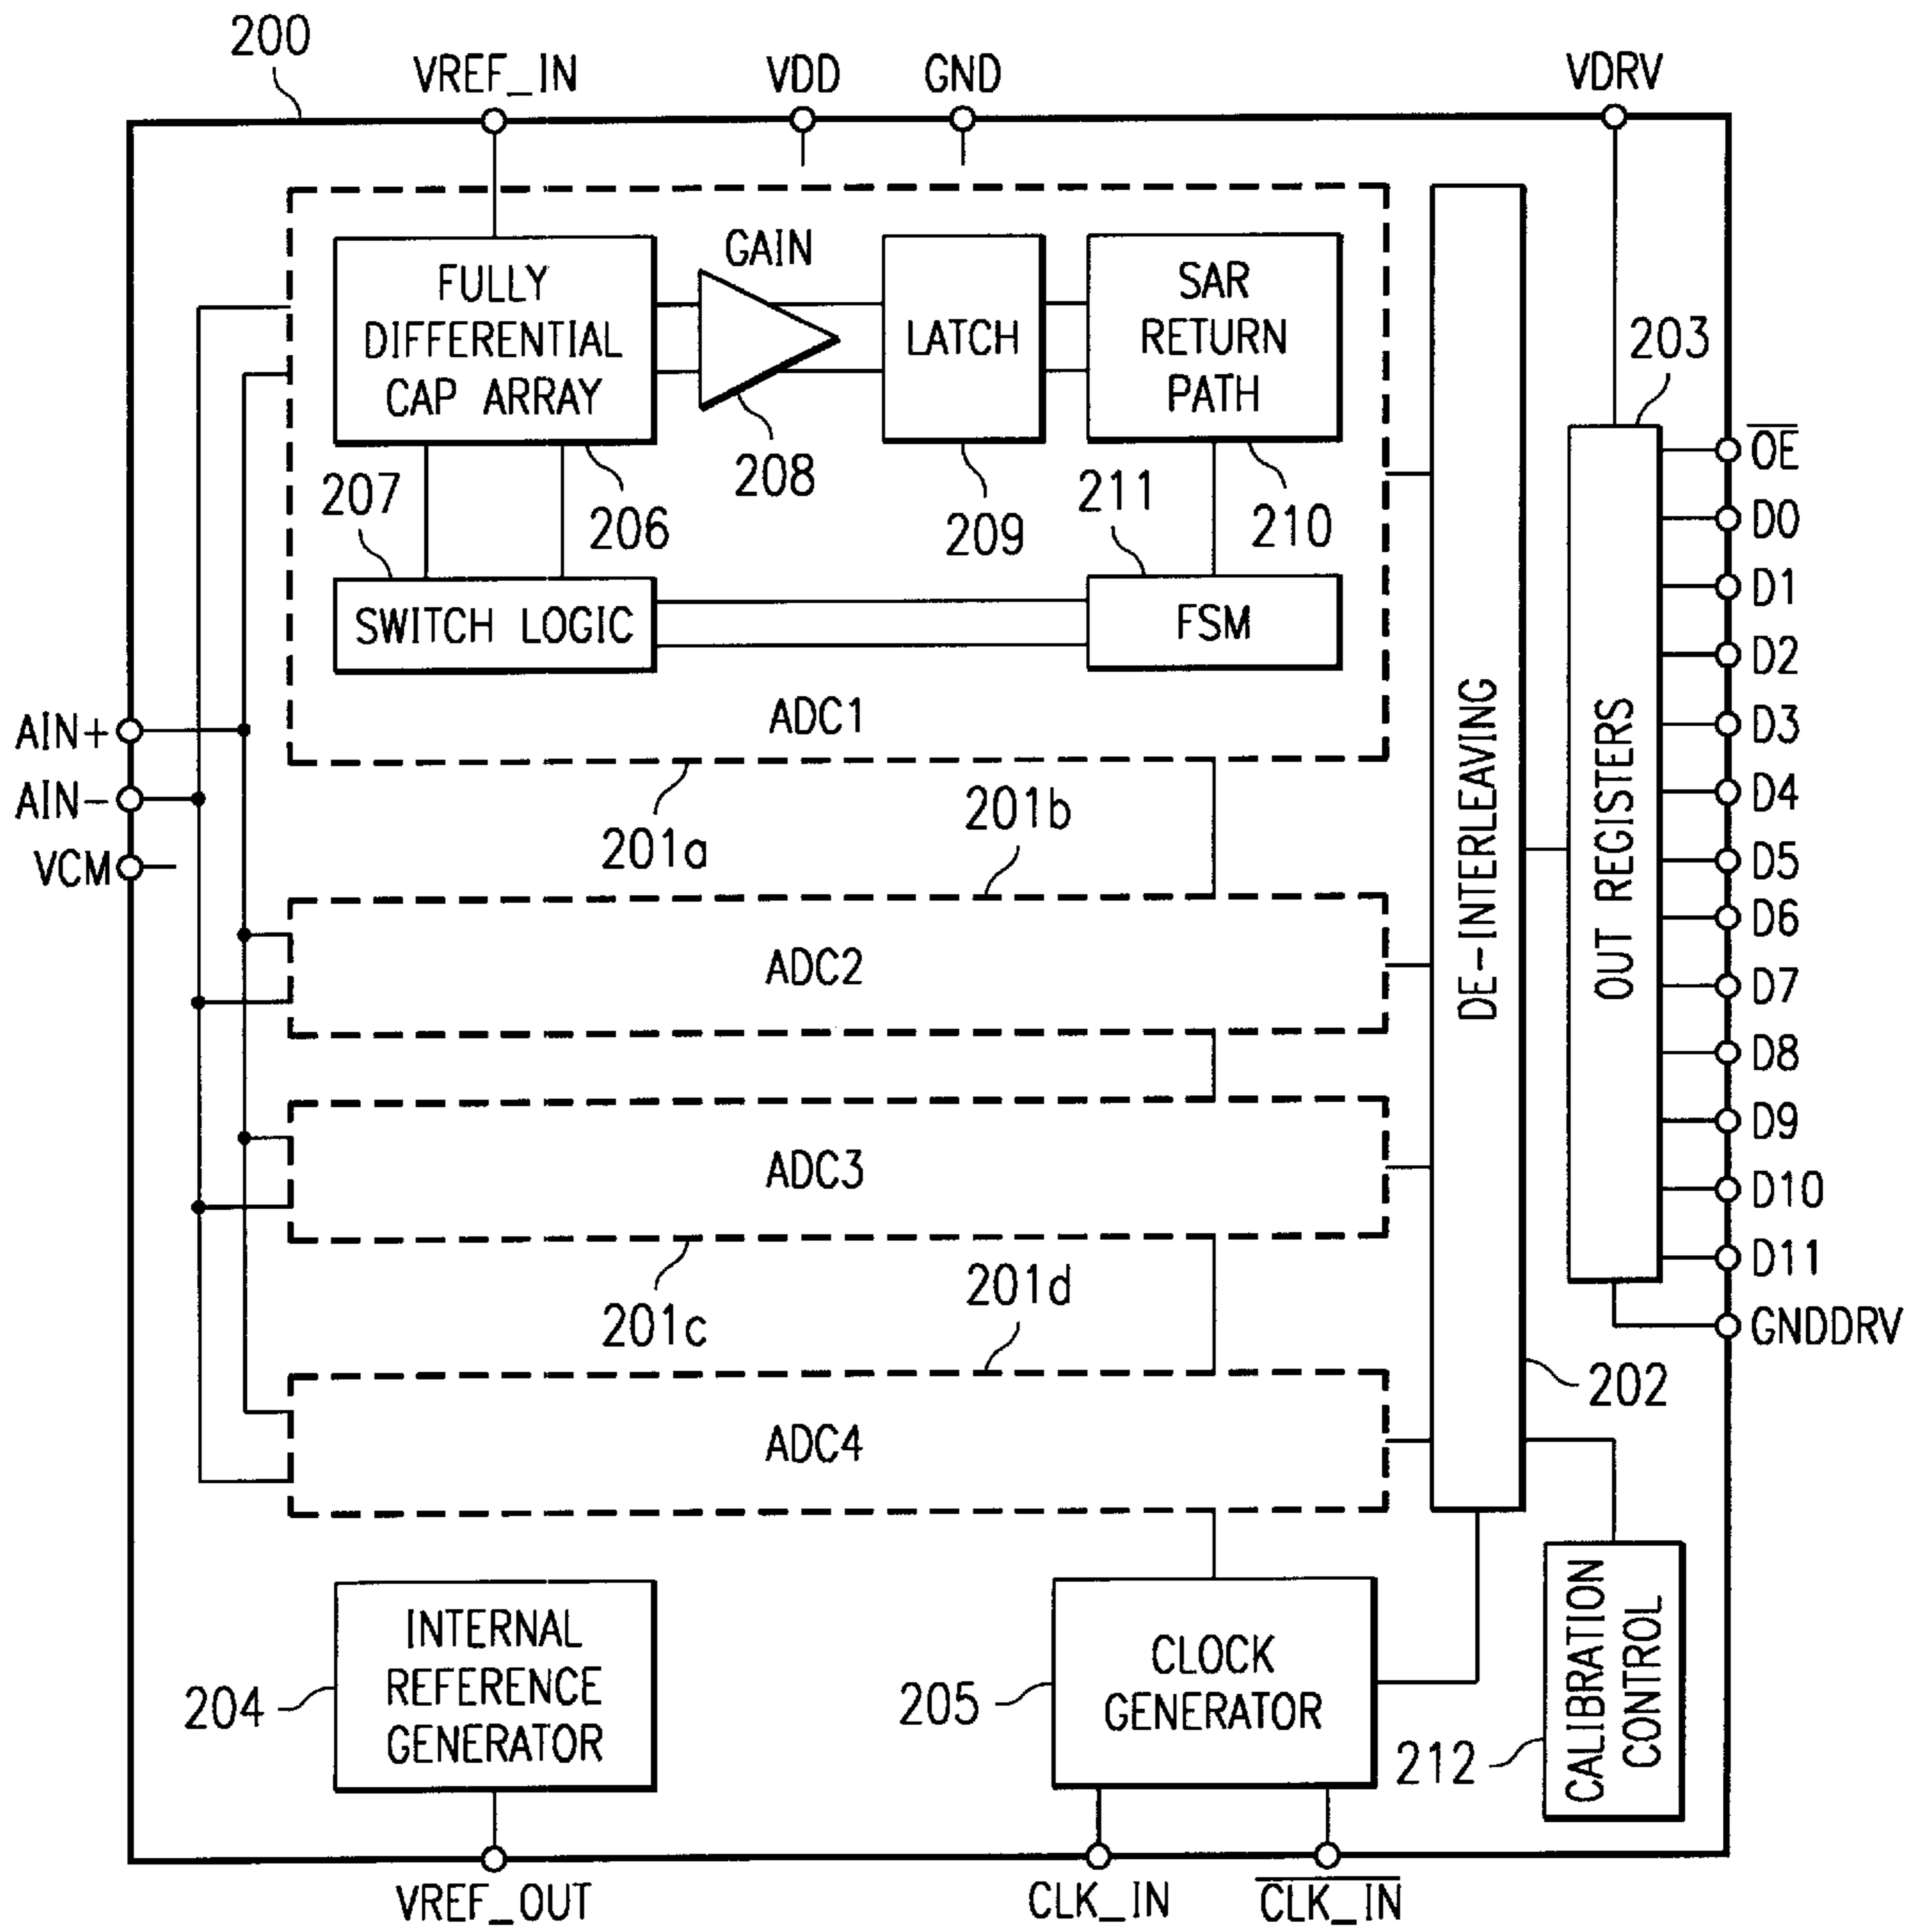 200
VREF_IN
VDD
GND
VDRV
FULLY
DIFFERENTIAL
CAP ARRAY
GAIN
LATCH
SAR
RETURN
PATH
203
208
207
206
209
211
210
SWITCH LOGIC
FSM
ADC1
AIN+
AIN-
VCM
201a
201b
ADC2
ADC3
201c
201d
ADC4
DE-INTERLEAVING
OUT REGISTERS
OE
D0
D1
D2
D3
D4
D5
D6
D7
D8
D9
D10
D11
GNDDRV
202
INTERNAL
REFERENCE
GENERATOR
204
CLOCK
GENERATOR
205
CALIBRATION
CONTROL
212
VREF_OUT
CLK_IN
CLK_IN